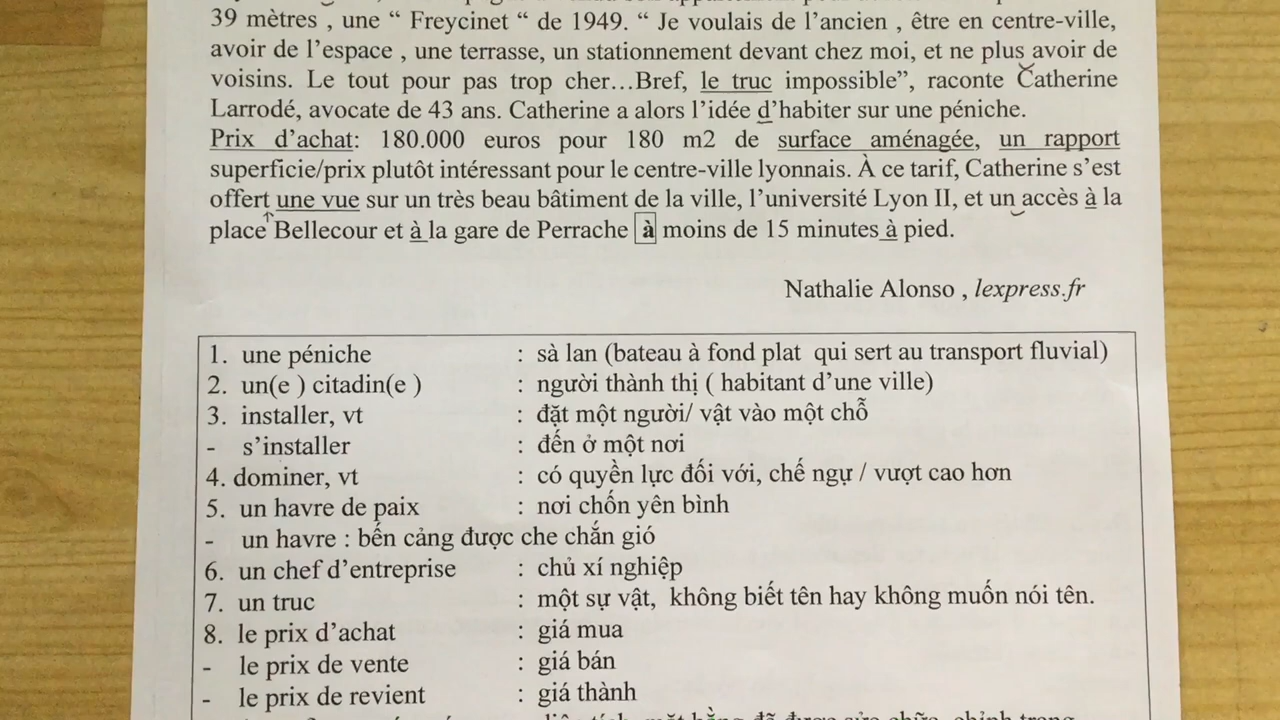 39 mètres , une “ Freycinet “ de 1949. “ Je voulais de l’ancien , être en centre-ville,
avoir de l’espace , une terrasse, un stationnement devant chez moi, et ne plus avoir de
voisins. Le tout pour pas trop cher…Bref, le truc impossible”, raconte Catherine
Larrodé, avocate de 43 ans. Catherine a alors l’idée d’habiter sur une péniche.
Prix d’achat: 180.000 euros pour 180 m2 de surface aménagée, un rapport
superficie/prix plutôt intéressant pour le centre-ville lyonnais. À ce tarif, Catherine s’est
offert une vue sur un très beau bâtiment de la ville, l’université Lyon II, et un accès à la
place Bellecour et à la gare de Perrache à moins de 15 minutes à pied.
Nathalie Alonso , lexpress.fr
1. une péniche : sà lan (bateau à fond plat qui sert au transport fluvial)
2. un(e ) citadin(e ) : người thành thị ( habitant d’une ville)
3. installer, vt : đặt một người/ vật vào một chỗ
- s’installer : đến ở một nơi
4. dominer, vt : có quyền lực đối với, chế ngự / vượt cao hơn
5. un havre de paix : nơi chốn yên bình
- un havre : bến cảng được che chắn gió
6. un chef d’entreprise : chủ xí nghiệp
7. un truc : một sự vật, không biết tên hay không muốn nói tên.
8. le prix d’achat : giá mua
- le prix de vente : giá bán
- le prix de revient : giá thành